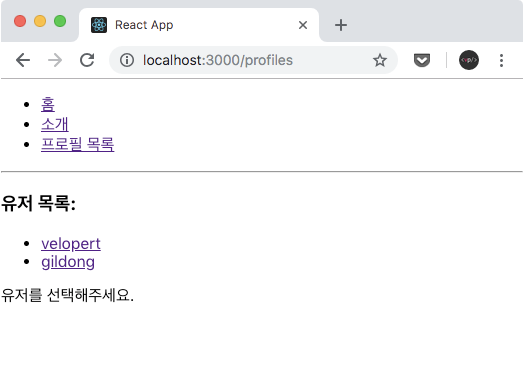 React App
localhost:3000/profiles
홈
소개
프로필 목록
유저 목록:
velopert
gildong
유저를 선택해주세요.